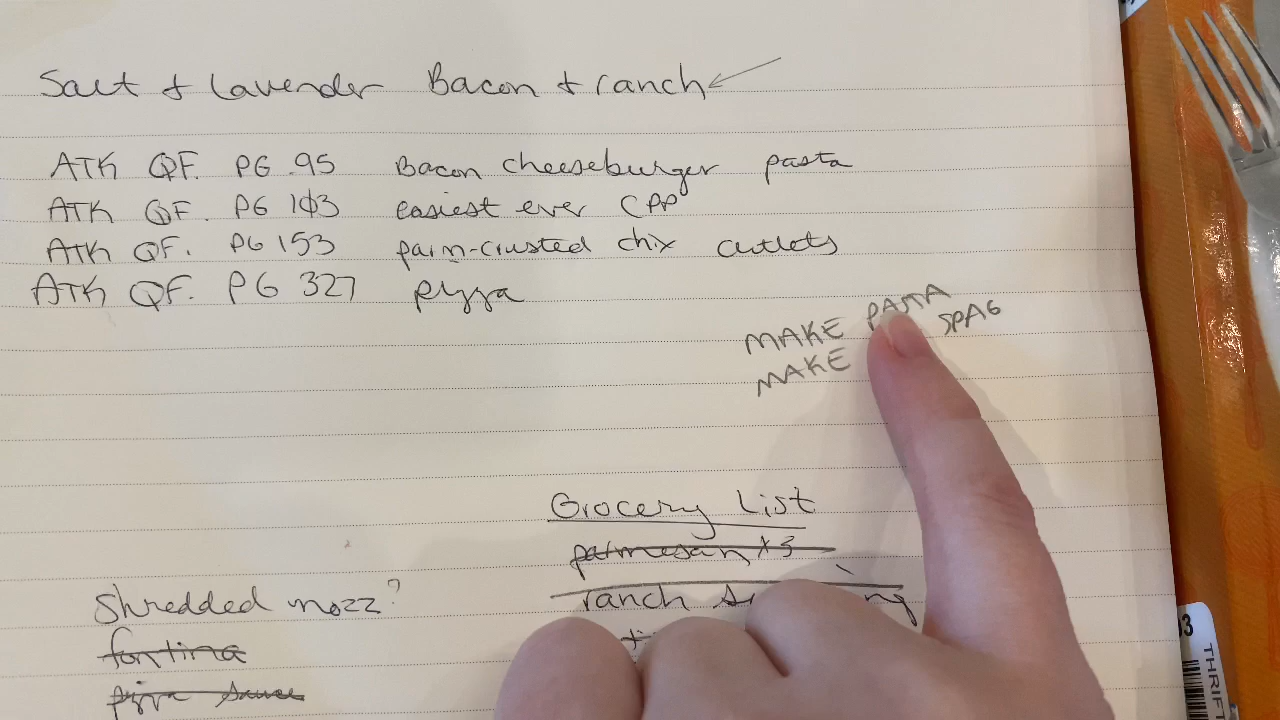 Salt + Lavender Bacon + ranch
ATK QF. PG 95 Bacon cheeseburger pasta
ATK QF. PG 103 easiest ever CPP
ATK QF. PG 153 parm-crusted chix cutlets
ATK QF. PG 327 pizza
MAKE PASTA
MAKE SPAG
Grocery List
parmesan x3
ranch
shredded mozz?
fontina
pizza sauce
THRIFT